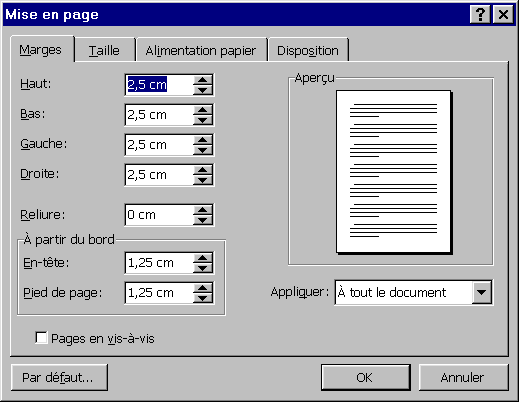 Mise en page
Marges Taille Alimentation papier Disposition
Haut: 2,5 cm
Bas: 2,5 cm
Gauche: 2,5 cm
Droite: 2,5 cm
Reliure: 0 cm
À partir du bord
En-tête: 1,25 cm
Pied de page: 1,25 cm
Pages en vis-à-vis
Aperçu
Appliquer: À tout le document
Par défaut... OK Annuler